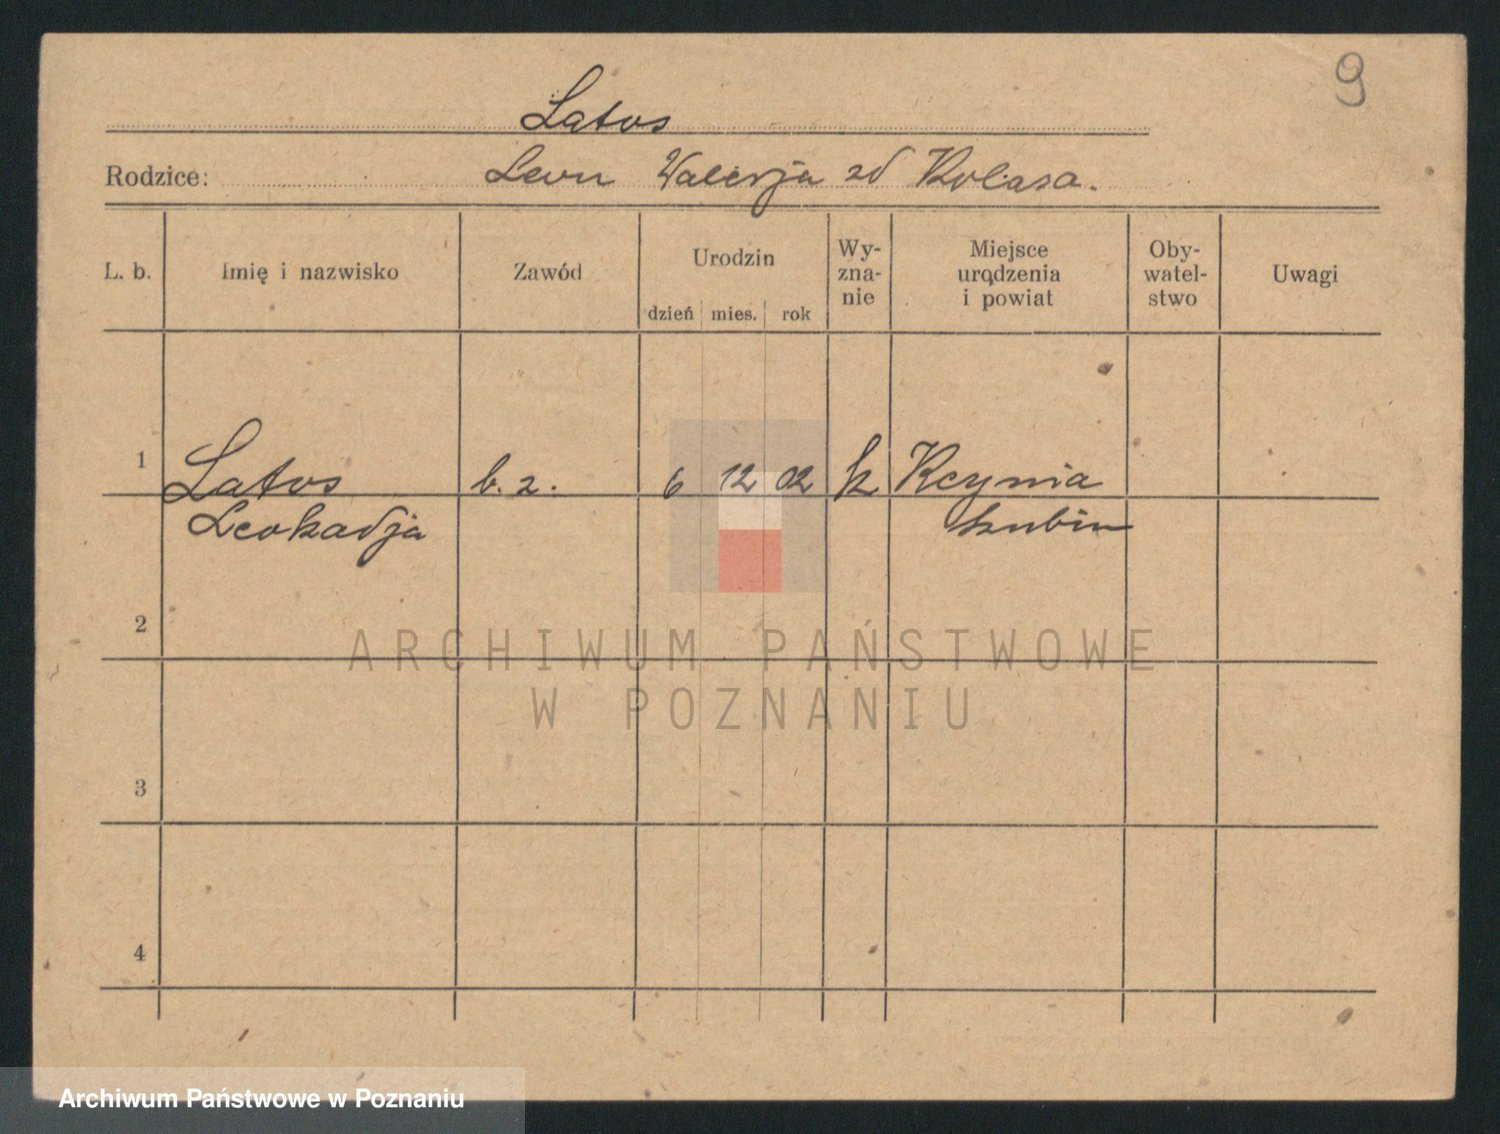 9
Latos
Rodzice: Leon Walerja zd Kolasa.
L. b. Imię i nazwisko Zawód Urodzin dzień mies. rok Wy-zna-nie Miejsce urodzenia i powiat Oby-watel-stwo Uwagi
1 Latos b. z. 6 12 02 k Kcynia
Leokadja Szubin
2
ARCHIWUM PAŃSTWOWE
W POZNANIU
3
4
Archiwum Państwowe w Poznaniu